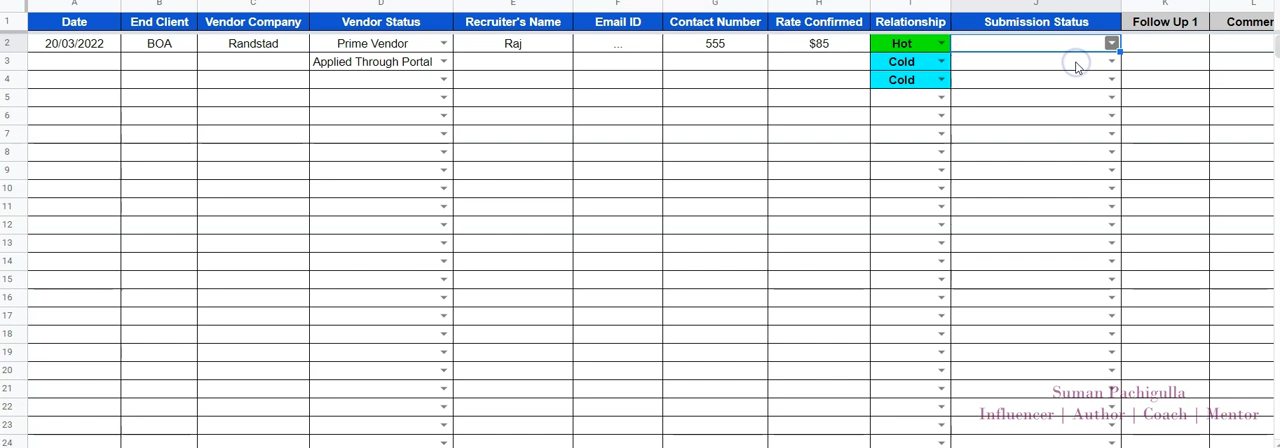 A B C D E F G H I J K L
1 Date End Client Vendor Company Vendor Status Recruiter's Name Email ID Contact Number Rate Confirmed Relationship Submission Status Follow Up 1 Commer
2 20/03/2022 BOA Randstad Prime Vendor Raj ... 555 $85 Hot
3 Applied Through Portal Cold
4 Cold
5
6
7
8
9
10
11
12
13
14
15
16
17
18
19
20
21
22
23
24
Suman Pachigulla
Influencer | Author | Coach | Mentor